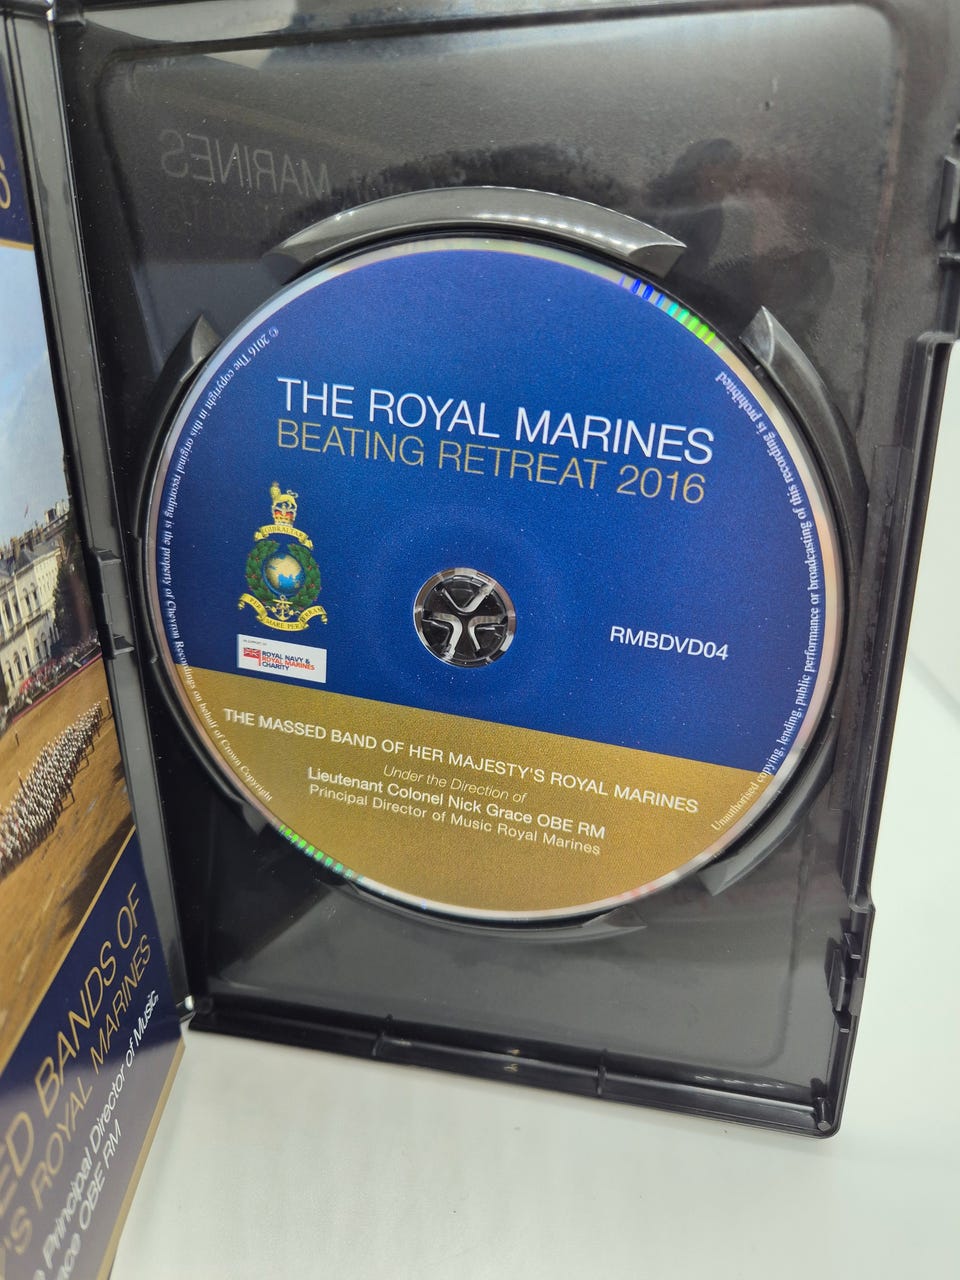 THE ROYAL MARINES
BEATING RETREAT 2016
GIBRALTAR
PER MARE PER TERRAM
ROYAL NAVY &
ROYAL MARINES
CHARITY
RMBDVD04
THE MASSED BAND OF HER MAJESTY'S ROYAL MARINES
Under the Direction of
Lieutenant Colonel Nick Grace OBE RM
Principal Director of Music Royal Marines
© 2016 The copyright in this original recording is the property of Chevron Recordings on behalf of Crown Copyright
Unauthorised copying, lending, public performance or broadcasting of this recording is prohibited
MARINES
BANDS OF
ROYAL MARINES
Principal Director of Music,
OBE RM